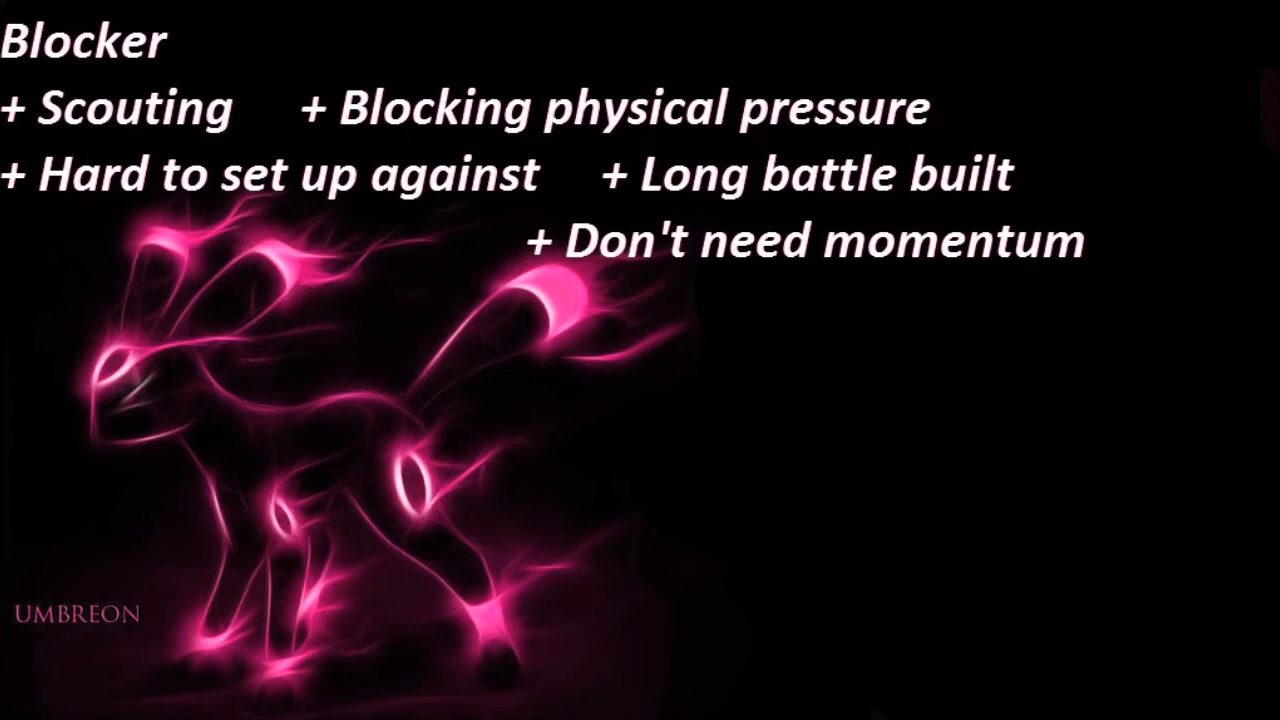 Blocker
+ Scouting + Blocking physical pressure
+ Hard to set up against + Long battle built
+ Don't need momentum
UMBREON